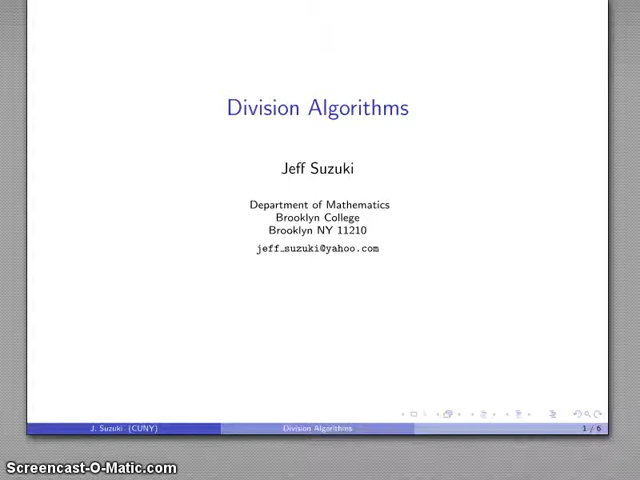 Division Algorithms
Jeff Suzuki
Department of Mathematics
Brooklyn College
Brooklyn NY 11210
jeff_suzuki@yahoo.com
J. Suzuki (CUNY)
Division Algorithms
1 / 6
Screencast-O-Matic.com